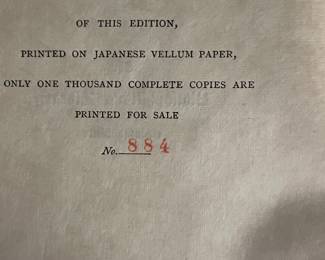 OF THIS EDITION,
PRINTED ON JAPANESE VELLUM PAPER,
ONLY ONE THOUSAND COMPLETE COPIES ARE
PRINTED FOR SALE
No. 884